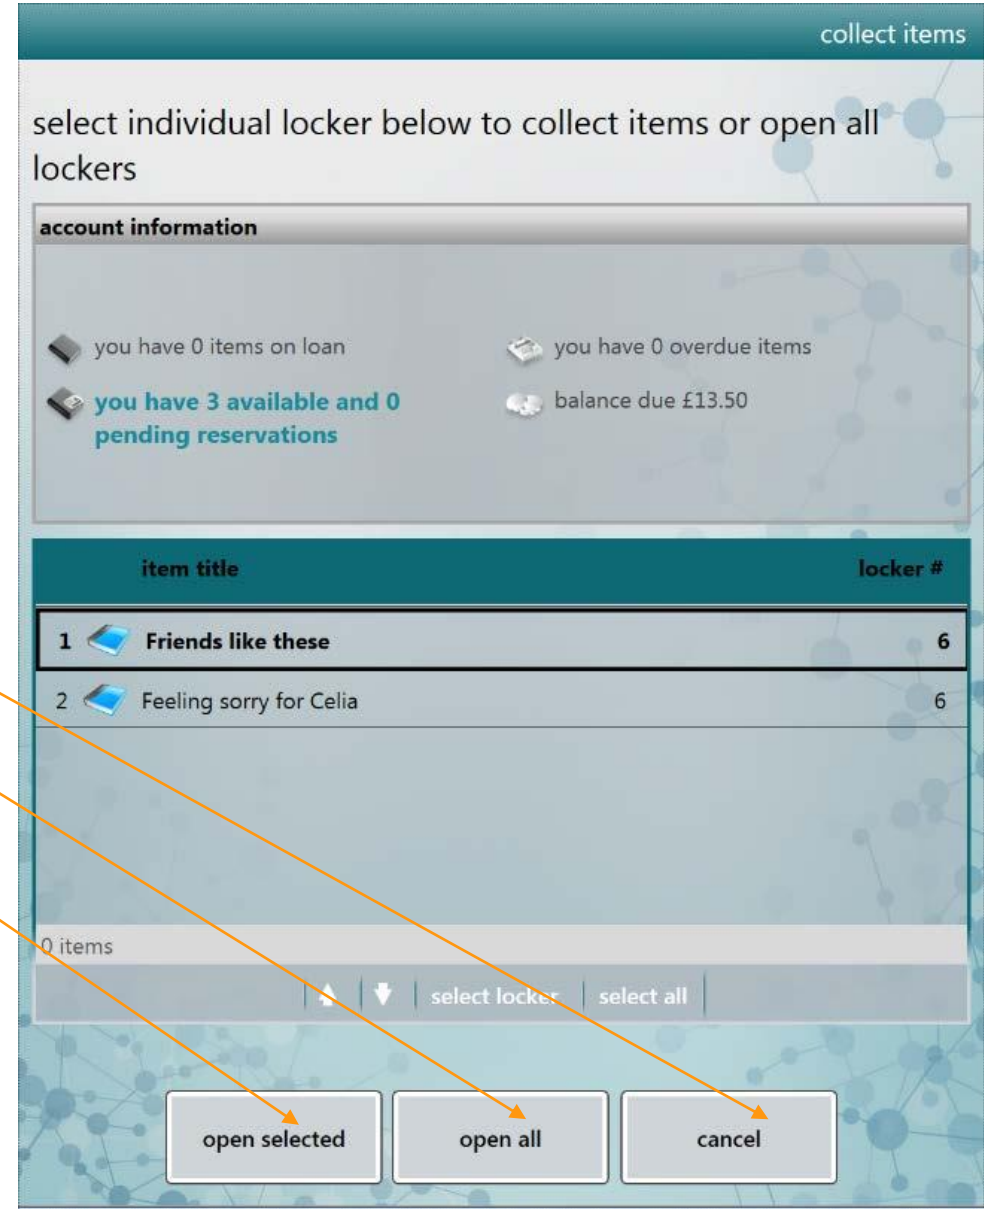 collect items
select individual locker below to collect items or open all
lockers
account information
you have 0 items on loan
you have 0 overdue items
you have 3 available and 0
pending reservations
balance due £13.50
item title locker #
1 Friends like these 6
2 Feeling sorry for Celia 6
0 items
select locker select all
open selected open all cancel